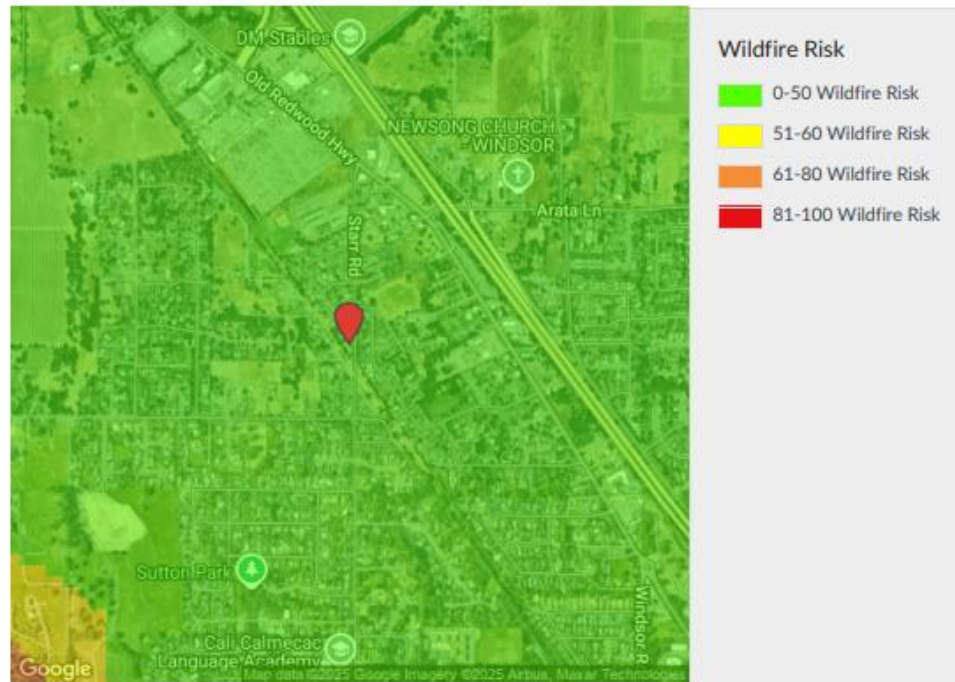 DM Stables
Old Redwood Hwy
NEWSONG CHURCH
- WINDSOR
Arata Ln
Starr Rd
Sutton Park
Cali Calmecac
Language Academy
Windsor R
Google
Map data ©2025 Google Imagery ©2025 Airbus, Maxar Technologies
Wildfire Risk
0-50 Wildfire Risk
51-60 Wildfire Risk
61-80 Wildfire Risk
81-100 Wildfire Risk